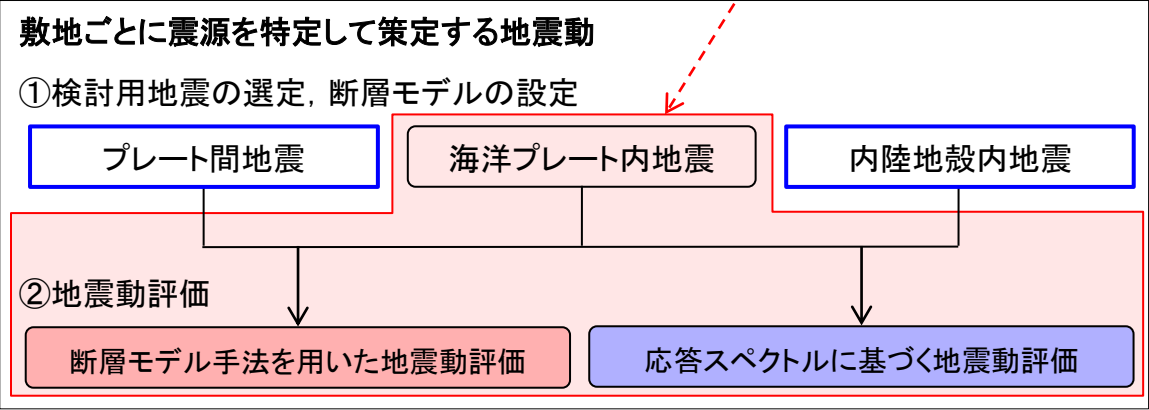 敷地ごとに震源を特定して策定する地震動
①検討用地震の選定, 断層モデルの設定
プレート間地震
海洋プレート内地震
内陸地殻内地震
②地震動評価
断層モデル手法を用いた地震動評価
応答スペクトルに基づく地震動評価